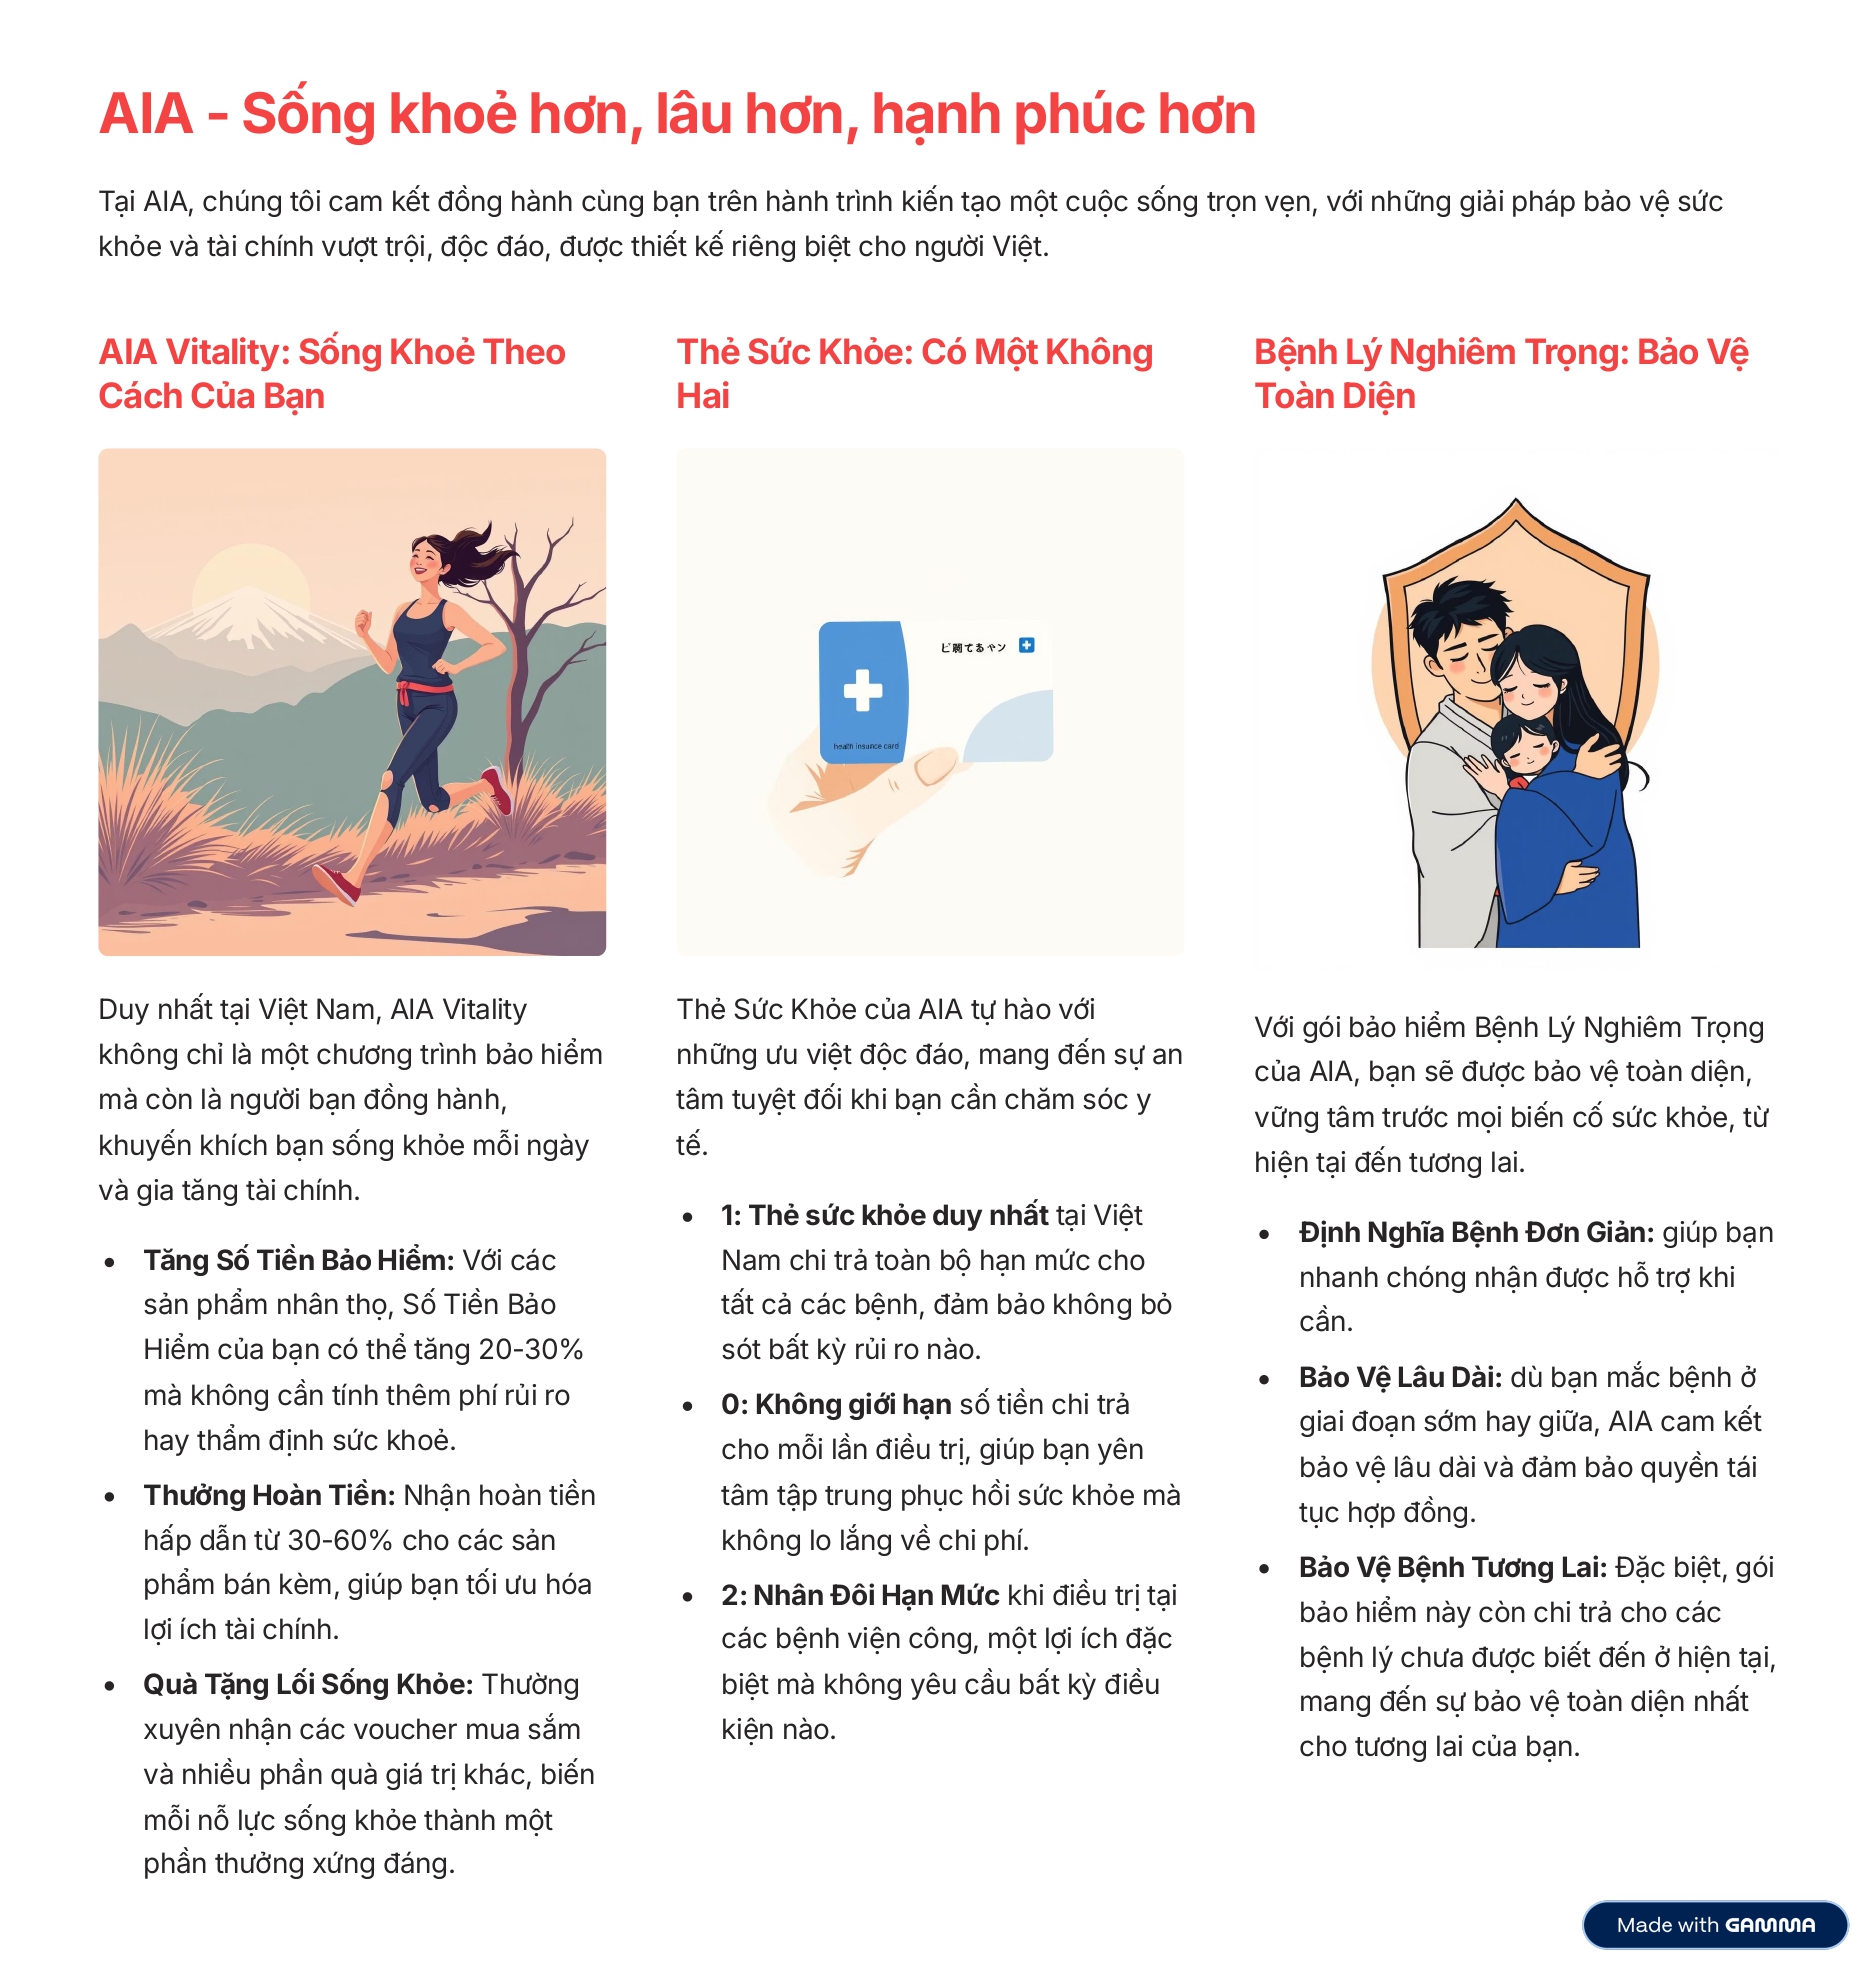 AIA - Sống khoẻ hơn, lâu hơn, hạnh phúc hơn
Tại AIA, chúng tôi cam kết đồng hành cùng bạn trên hành trình kiến tạo một cuộc sống trọn vẹn, với những giải pháp bảo vệ sức
khỏe và tài chính vượt trội, độc đáo, được thiết kế riêng biệt cho người Việt.
AIA Vitality: Sống Khoẻ Theo
Cách Của Bạn
Duy nhất tại Việt Nam, AIA Vitality
không chỉ là một chương trình bảo hiểm
mà còn là người bạn đồng hành,
khuyến khích bạn sống khỏe mỗi ngày
và gia tăng tài chính.
• Tăng Số Tiền Bảo Hiểm: Với các
sản phẩm nhân thọ, Số Tiền Bảo
Hiểm của bạn có thể tăng 20-30%
mà không cần tính thêm phí rủi ro
hay thẩm định sức khoẻ.
• Thưởng Hoàn Tiền: Nhận hoàn tiền
hấp dẫn từ 30-60% cho các sản
phẩm bán kèm, giúp bạn tối ưu hóa
lợi ích tài chính.
• Quà Tặng Lối Sống Khỏe: Thường
xuyên nhận các voucher mua sắm
và nhiều phần quà giá trị khác, biến
mỗi nỗ lực sống khỏe thành một
phần thưởng xứng đáng.
Thẻ Sức Khỏe: Có Một Không
Hai
health insurance card
Thẻ Sức Khỏe của AIA tự hào với
những ưu việt độc đáo, mang đến sự an
tâm tuyệt đối khi bạn cần chăm sóc y
tế.
• 1: Thẻ sức khỏe duy nhất tại Việt
Nam chi trả toàn bộ hạn mức cho
tất cả các bệnh, đảm bảo không bỏ
sót bất kỳ rủi ro nào.
• 0: Không giới hạn số tiền chi trả
cho mỗi lần điều trị, giúp bạn yên
tâm tập trung phục hồi sức khỏe mà
không lo lắng về chi phí.
• 2: Nhân Đôi Hạn Mức khi điều trị tại
các bệnh viện công, một lợi ích đặc
biệt mà không yêu cầu bất kỳ điều
kiện nào.
Bệnh Lý Nghiêm Trọng: Bảo Vệ
Toàn Diện
Với gói bảo hiểm Bệnh Lý Nghiêm Trọng
của AIA, bạn sẽ được bảo vệ toàn diện,
vững tâm trước mọi biến cố sức khỏe, từ
hiện tại đến tương lai.
• Định Nghĩa Bệnh Đơn Giản: giúp bạn
nhanh chóng nhận được hỗ trợ khi
cần.
• Bảo Vệ Lâu Dài: dù bạn mắc bệnh ở
giai đoạn sớm hay giữa, AIA cam kết
bảo vệ lâu dài và đảm bảo quyền tái
tục hợp đồng.
• Bảo Vệ Bệnh Tương Lai: Đặc biệt, gói
bảo hiểm này còn chi trả cho các
bệnh lý chưa được biết đến ở hiện tại,
mang đến sự bảo vệ toàn diện nhất
cho tương lai của bạn.
Made with GAMMA